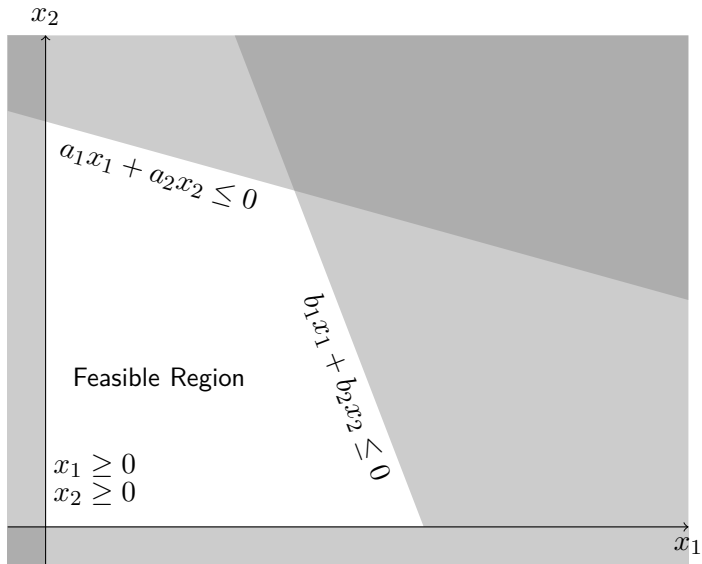 x₂
a₁x₁ + a₂x₂ ≤ 0
b₁x₁ + b₂x₂ ≤ 0
Feasible Region
x₁ ≥ 0
x₂ ≥ 0
x₁